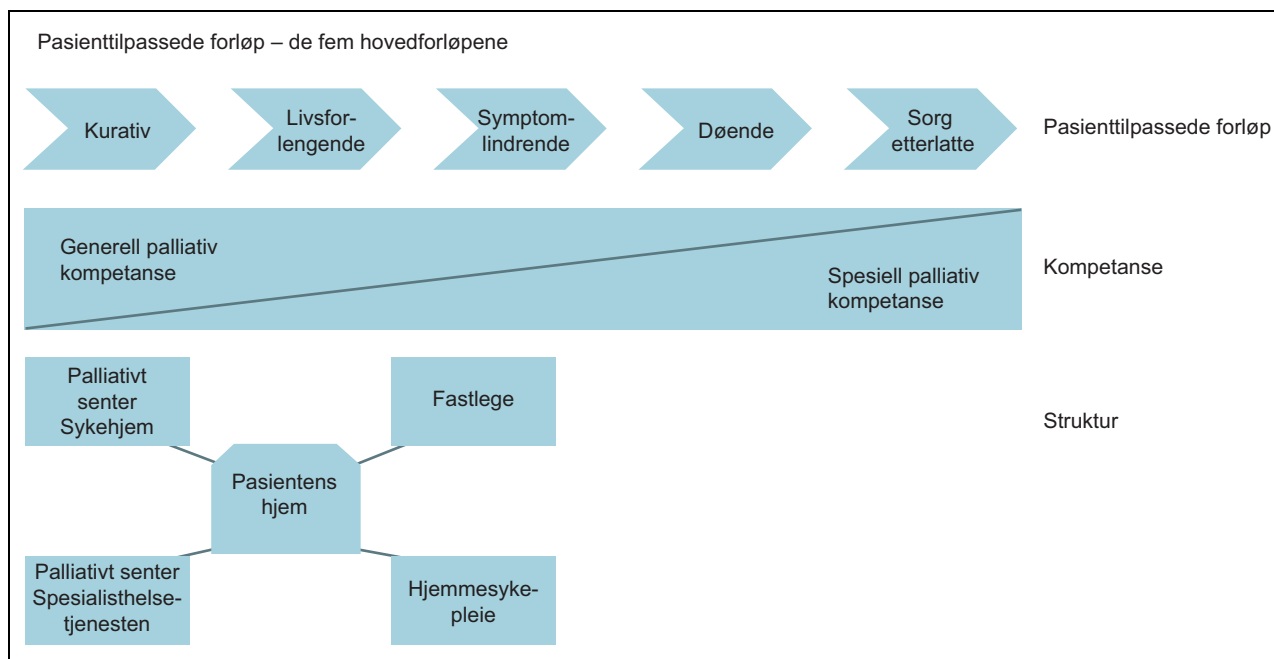 Pasienttilpassede forløp – de fem hovedforløpene
Kurativ
Livsfor-
lengende
Symptom-
lindrende
Døende
Sorg
etterlatte
Pasienttilpassede forløp
Generell palliativ
kompetanse
Spesiell palliativ
kompetanse
Kompetanse
Palliativt
senter
Sykehjem
Fastlege
Struktur
Pasientens
hjem
Palliativt senter
Spesialisthelse-
tjenesten
Hjemmesyke-
pleie